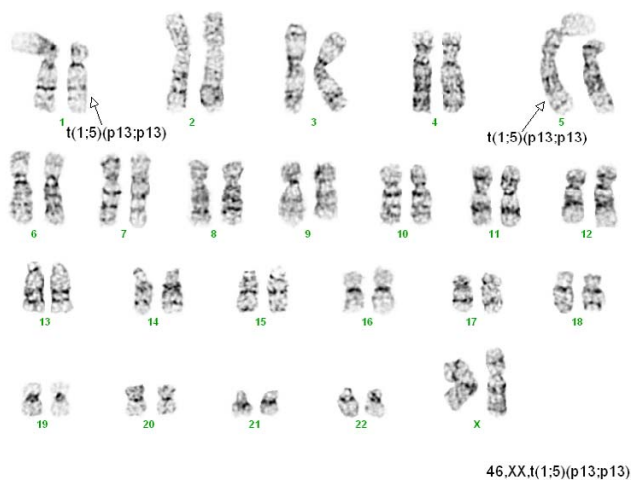 1 2 3 4 5
t(1;5)(p13;p13) t(1;5)(p13;p13)
6 7 8 9 10 11 12
13 14 15 16 17 18
19 20 21 22 X
46,XX,t(1;5)(p13;p13)